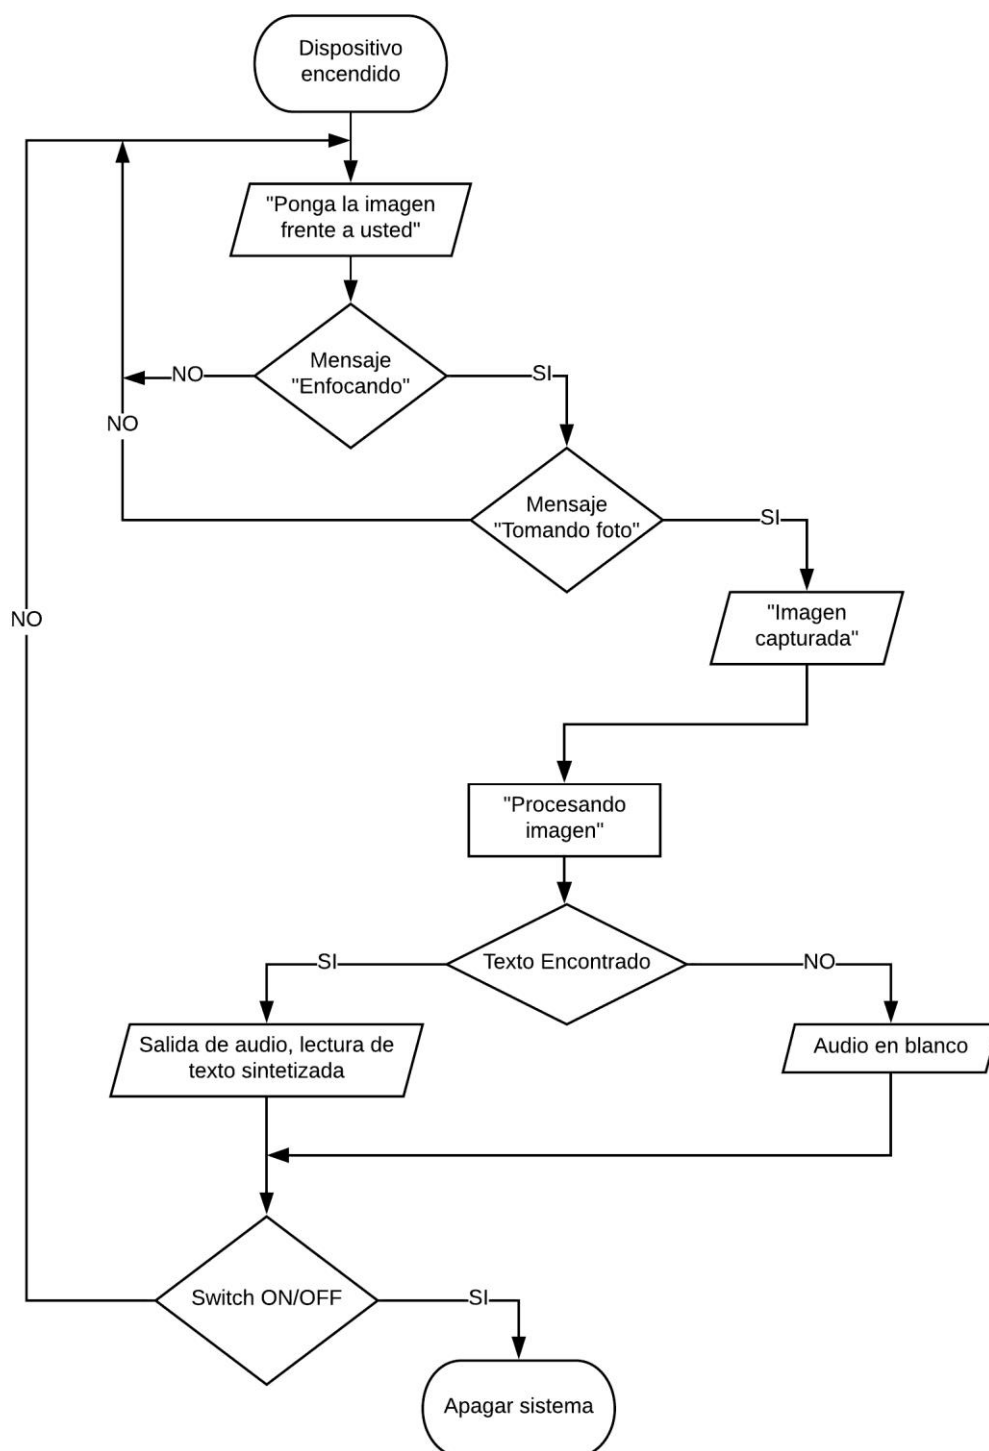 Dispositivo
encendido
"Ponga la imagen
frente a usted"
Mensaje
"Enfocando"
NO
SI
NO
Mensaje
"Tomando foto"
SI
"Imagen
capturada"
NO
"Procesando
imagen"
Texto Encontrado
SI
NO
Salida de audio, lectura de
texto sintetizada
Audio en blanco
Switch ON/OFF
SI
Apagar sistema